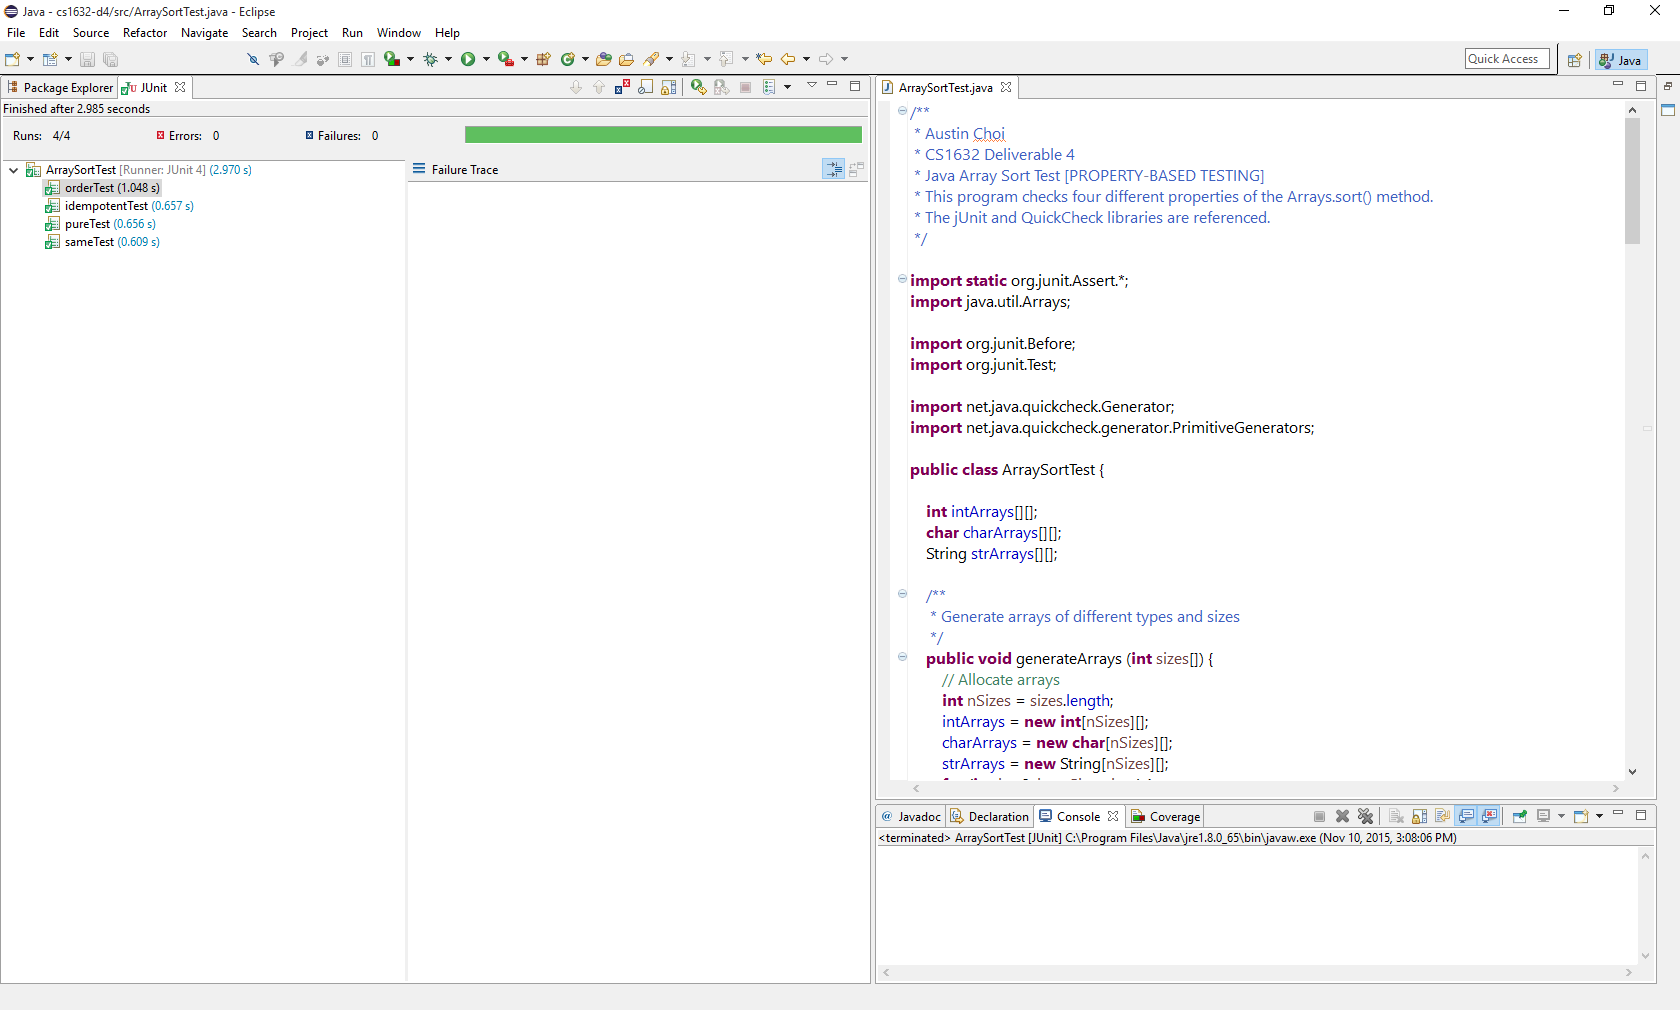 Java - cs1632-d4/src/ArraySortTest.java - Eclipse
File Edit Source Refactor Navigate Search Project Run Window Help
Quick Access
Java
Package Explorer JUnit
Finished after 2.985 seconds
Runs: 4/4 Errors: 0 Failures: 0
ArraySortTest [Runner: JUnit 4] (2.970 s)
orderTest (1.048 s)
idempotentTest (0.657 s)
pureTest (0.656 s)
sameTest (0.609 s)
Failure Trace
ArraySortTest.java
/**
* Austin Choi
* CS1632 Deliverable 4
* Java Array Sort Test [PROPERTY-BASED TESTING]
* This program checks four different properties of the Arrays.sort() method.
* The jUnit and QuickCheck libraries are referenced.
*/
import static org.junit.Assert.*;
import java.util.Arrays;
import org.junit.Before;
import org.junit.Test;
import net.java.quickcheck.Generator;
import net.java.quickcheck.generator.PrimitiveGenerators;
public class ArraySortTest {
int intArrays[][];
char charArrays[][];
String strArrays[][];
/**
* Generate arrays of different types and sizes
*/
public void generateArrays (int sizes[]) {
// Allocate arrays
int nSizes = sizes.length;
intArrays = new int[nSizes][];
charArrays = new char[nSizes][];
strArrays = new String[nSizes][];
@ Javadoc Declaration Console Coverage
<terminated> ArraySortTest [JUnit] C:\Program Files\Java\jre1.8.0_65\bin\javaw.exe (Nov 10, 2015, 3:08:06 PM)